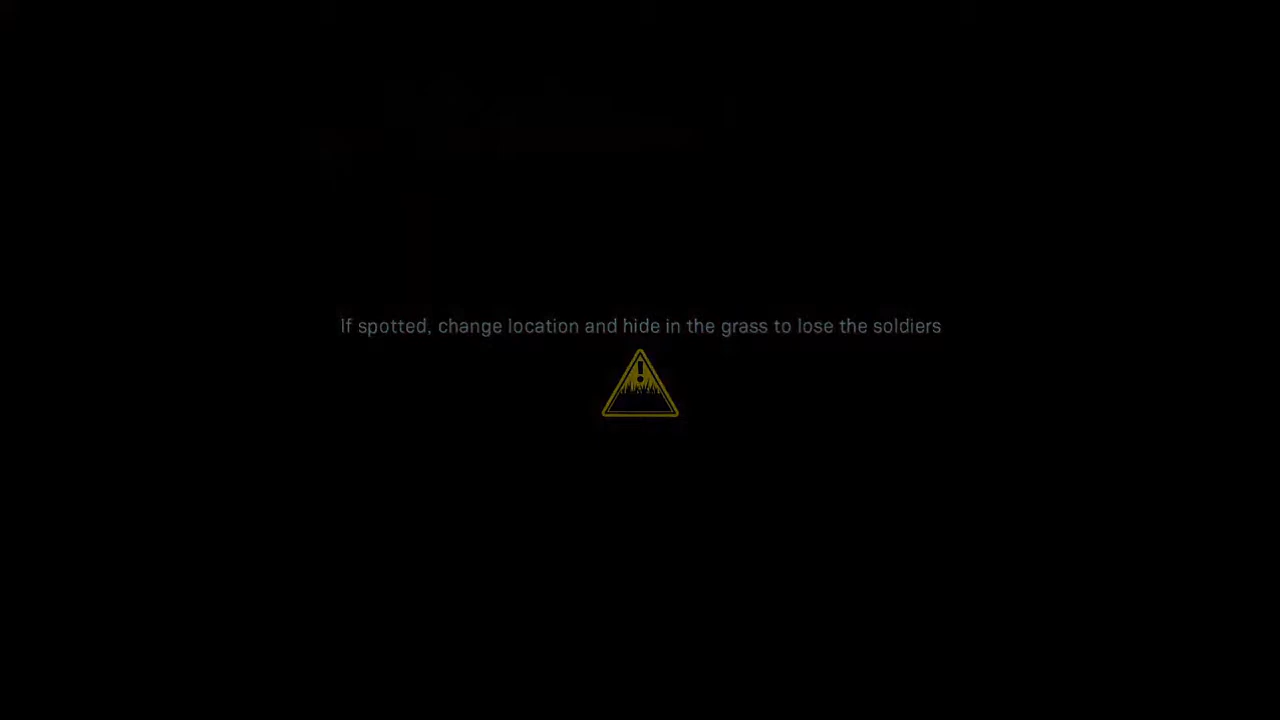 If spotted, change location and hide in the grass to lose the soldiers
!